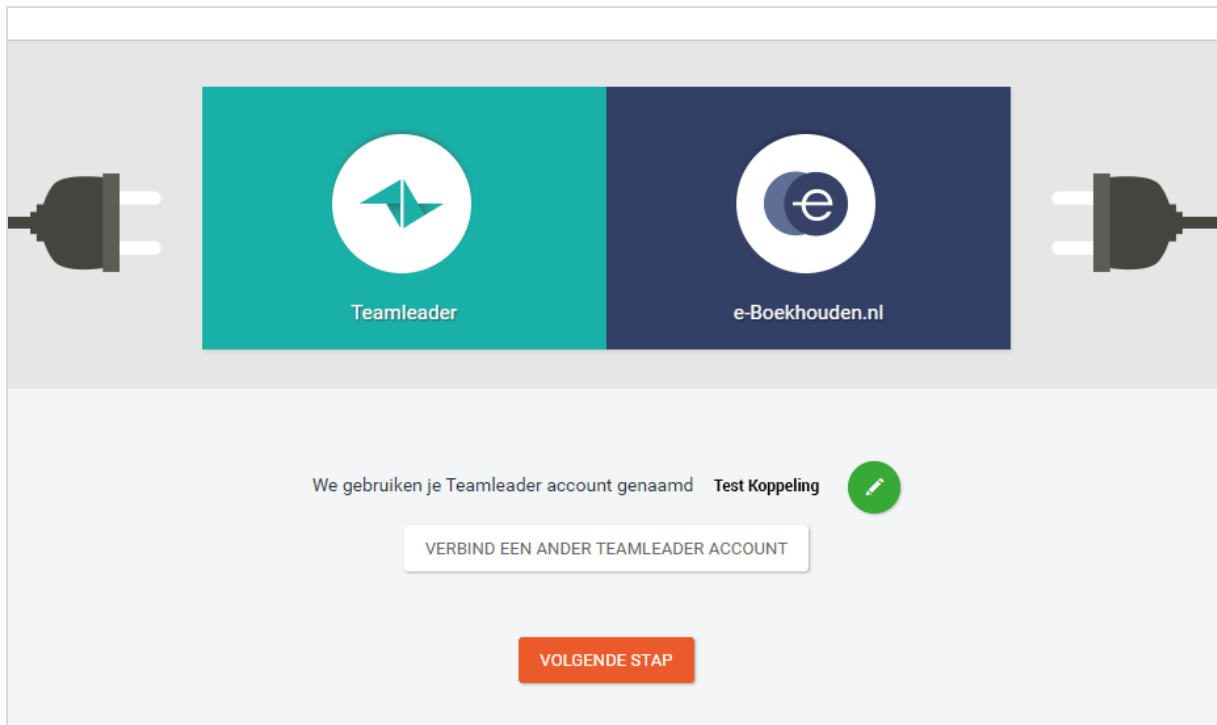 e
Teamleader
e-Boekhouden.nl
We gebruiken je Teamleader account genaamd Test Koppeling
VERBIND EEN ANDER TEAMLEADER ACCOUNT
VOLGENDE STAP